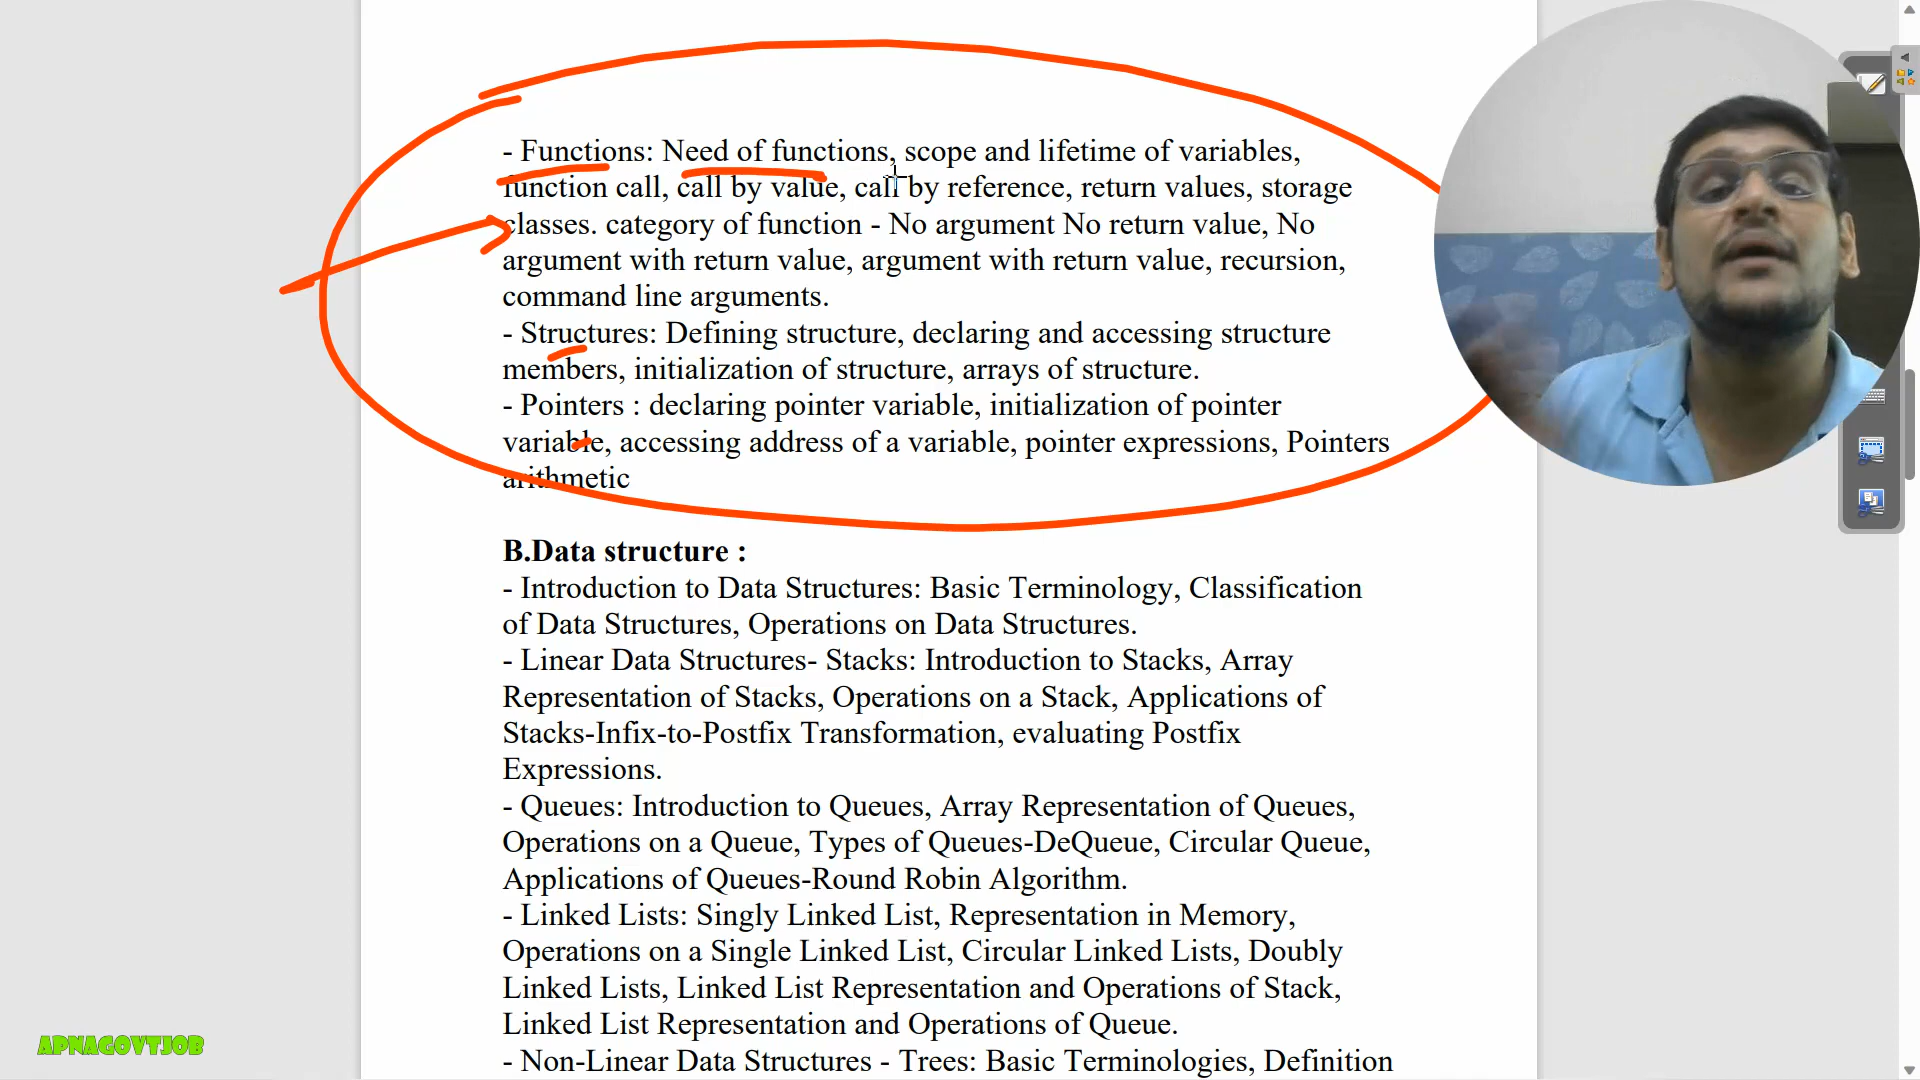 - Functions: Need of functions, scope and lifetime of variables,
function call, call by value, call by reference, return values, storage
classes. category of function - No argument No return value, No
argument with return value, argument with return value, recursion,
command line arguments.
- Structures: Defining structure, declaring and accessing structure
members, initialization of structure, arrays of structure.
- Pointers : declaring pointer variable, initialization of pointer
variable, accessing address of a variable, pointer expressions, Pointers
arithmetic
B.Data structure :
- Introduction to Data Structures: Basic Terminology, Classification
of Data Structures, Operations on Data Structures.
- Linear Data Structures- Stacks: Introduction to Stacks, Array
Representation of Stacks, Operations on a Stack, Applications of
Stacks-Infix-to-Postfix Transformation, evaluating Postfix
Expressions.
- Queues: Introduction to Queues, Array Representation of Queues,
Operations on a Queue, Types of Queues-DeQueue, Circular Queue,
Applications of Queues-Round Robin Algorithm.
- Linked Lists: Singly Linked List, Representation in Memory,
Operations on a Single Linked List, Circular Linked Lists, Doubly
Linked Lists, Linked List Representation and Operations of Stack,
Linked List Representation and Operations of Queue.
- Non-Linear Data Structures - Trees: Basic Terminologies, Definition
APNAGOVTJOB